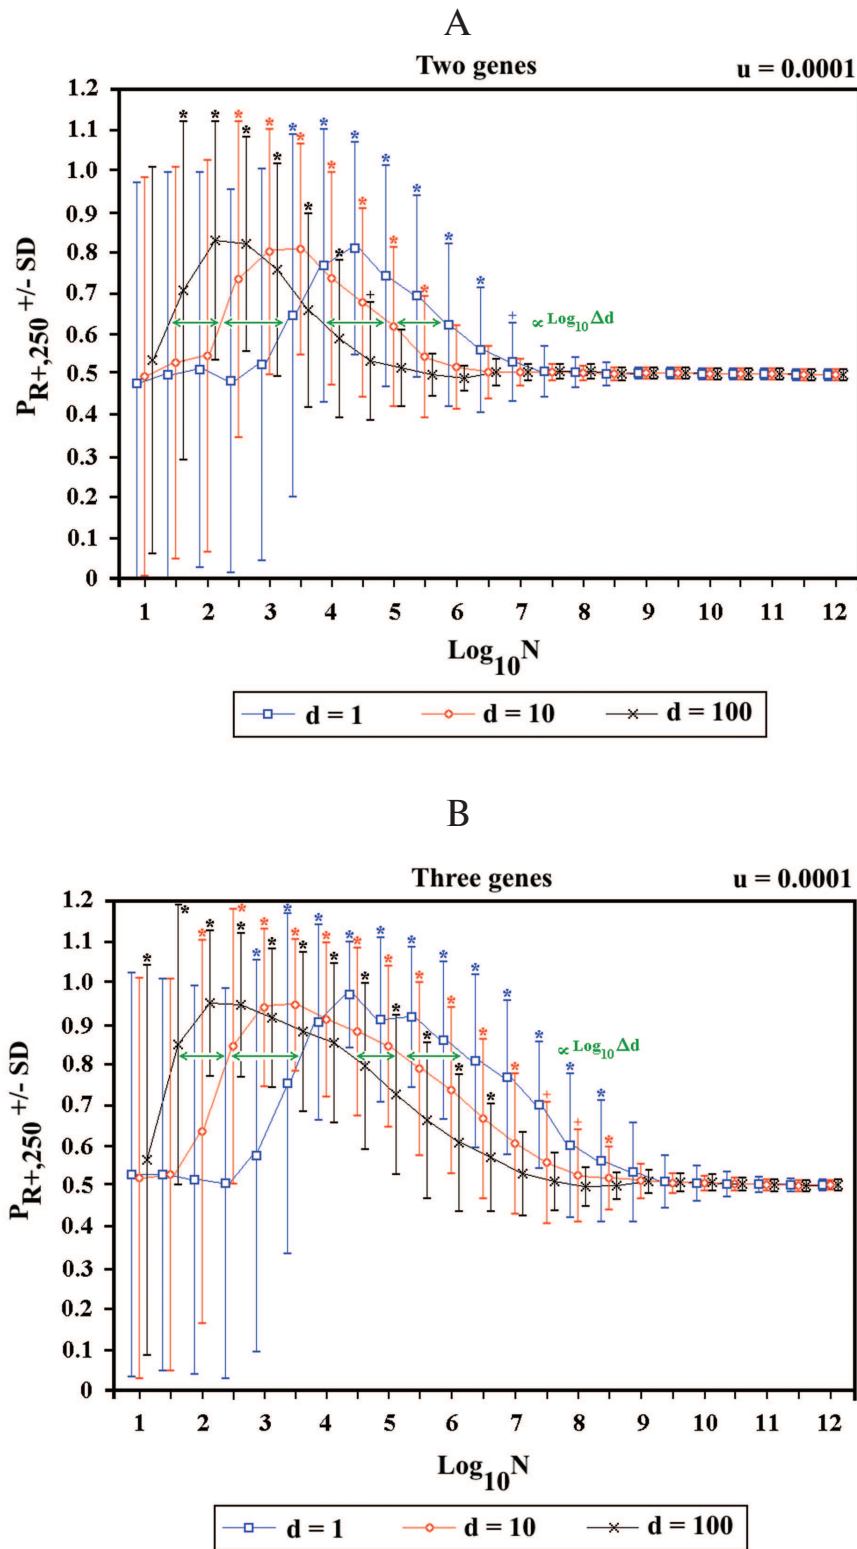 A
Two genes u = 0.0001
1.2
1.1
1.0
0.9
0.8
0.7
0.6
0.5
0.4
0.3
0.2
0.1
0
P_{R+,250} +/- SD
∝ Log10 Δd
1 2 3 4 5 6 7 8 9 10 11 12
Log10N
d = 1 d = 10 d = 100
B
Three genes u = 0.0001
1.2
1.1
1.0
0.9
0.8
0.7
0.6
0.5
0.4
0.3
0.2
0.1
0
P_{R+,250} +/- SD
∝ Log10 Δd
1 2 3 4 5 6 7 8 9 10 11 12
Log10N
d = 1 d = 10 d = 100